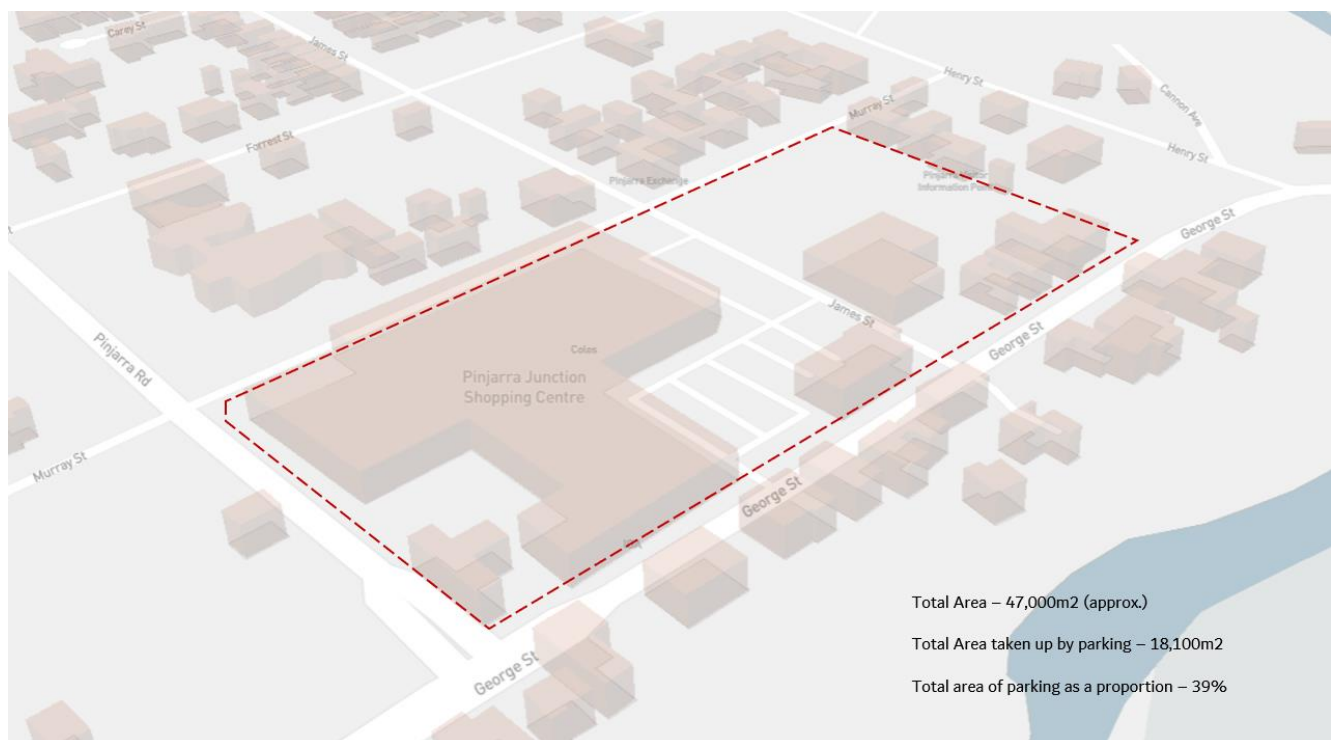 Carey St
James St
Forrest St
Henry St
Murray St
Cannon Ave
Henry St
Pinjarra Exchange
Information Point
George St
James St
George St
Coles
Pinjarra Junction
Shopping Centre
Pinjarra Rd
Murray St
George St
IGA
George St
Total Area – 47,000m2 (approx.)
Total Area taken up by parking – 18,100m2
Total area of parking as a proportion – 39%